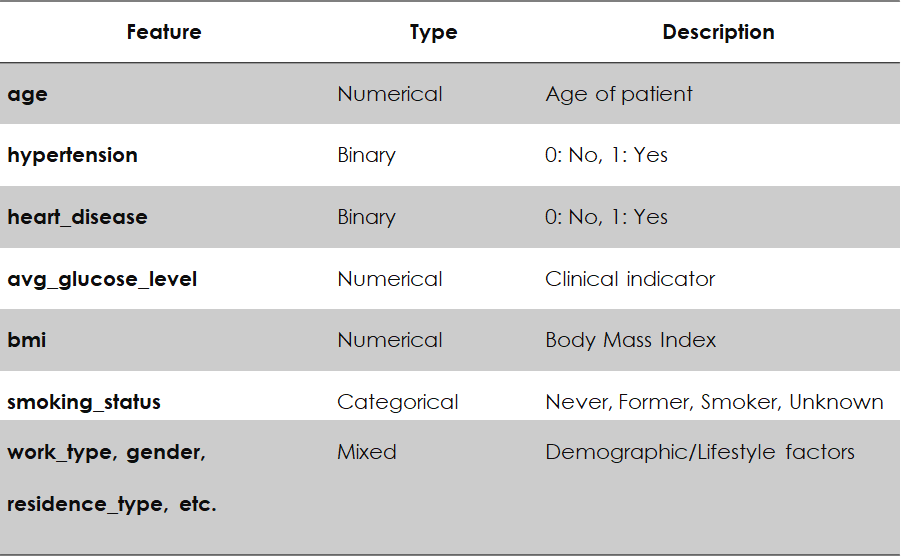 Feature Type Description
age Numerical Age of patient
hypertension Binary 0: No, 1: Yes
heart_disease Binary 0: No, 1: Yes
avg_glucose_level Numerical Clinical indicator
bmi Numerical Body Mass Index
smoking_status Categorical Never, Former, Smoker, Unknown
work_type, gender, Mixed Demographic/Lifestyle factors
residence_type, etc.